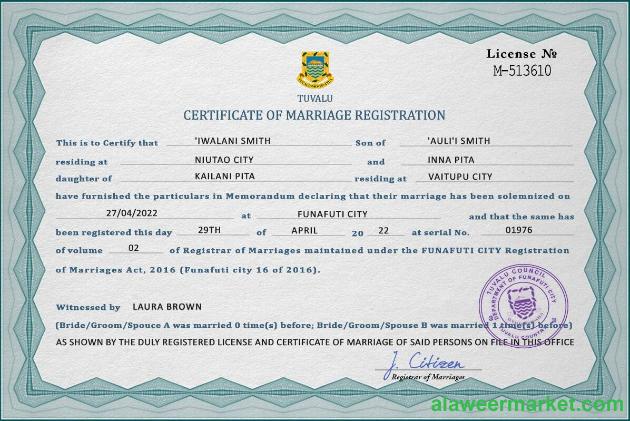 License №
M-513610
TUVALU
CERTIFICATE OF MARRIAGE REGISTRATION
This is to Certify that 'IWALANI SMITH Son of 'AULI'I SMITH
residing at NIUTAO CITY and INNA PITA
daughter of KAILANI PITA residing at VAITUPU CITY
have furnished the particulars in Memorandum declaring that their marriage has been solemnized on
27/04/2022 at FUNAFUTI CITY and that the same has
been registered this day 29TH of APRIL 20 22 at serial No. 01976
of volume 02 of Registrar of Marriages maintained under the FUNAFUTI CITY Registration
of Marriages Act, 2016 (Funafuti city 16 of 2016).
TUVALU COUNCIL
DEPARTMENT OF FUNAFUTI CITY
Witnessed by LAURA BROWN
(Bride/Groom/Spouce A was married 0 time(s) before; Bride/Groom/Spouce B was married 1 time(s) before)
AS SHOWN BY THE DULY REGISTERED LICENSE AND CERTIFICATE OF MARRIAGE OF SAID PERSONS ON FILE IN THIS OFFICE
J. Citizen
Registrar of Marriages
alaweermarket.com